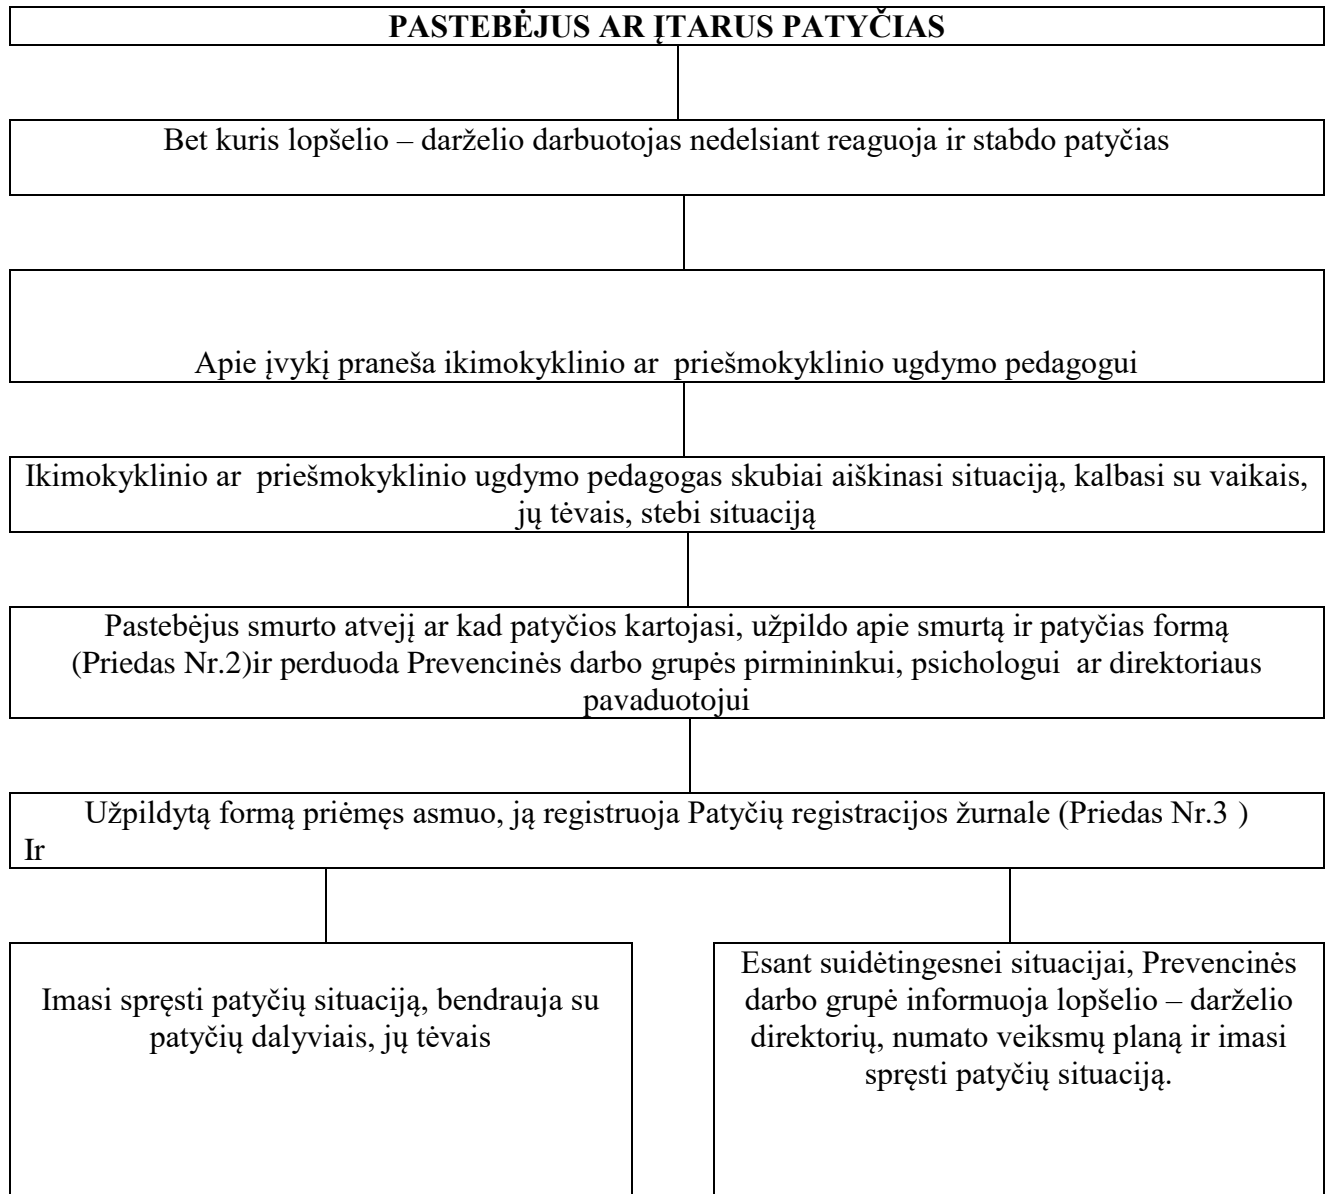 PASTEBĖJUS AR ĮTARUS PATYČIAS
Bet kuris lopšelio – darželio darbuotojas nedelsiant reaguoja ir stabdo patyčias
Apie įvykį praneša ikimokyklinio ar  priešmokyklinio ugdymo pedagogui
Ikimokyklinio ar  priešmokyklinio ugdymo pedagogas skubiai aiškinasi situaciją, kalbasi su vaikais,
jų tėvais, stebi situaciją
Pastebėjus smurto atvejį ar kad patyčios kartojasi, užpildo apie smurtą ir patyčias formą
(Priedas Nr.2)ir perduoda Prevencinės darbo grupės pirmininkui, psichologui  ar direktoriaus
pavaduotojui
Užpildytą formą priėmęs asmuo, ją registruoja Patyčių registracijos žurnale (Priedas Nr.3 )
Ir
Imasi spręsti patyčių situaciją, bendrauja su
patyčių dalyviais, jų tėvais
Esant suidėtingesnei situacijai, Prevencinės
darbo grupė informuoja lopšelio – darželio
direktorių, numato veiksmų planą ir imasi
spręsti patyčių situaciją.